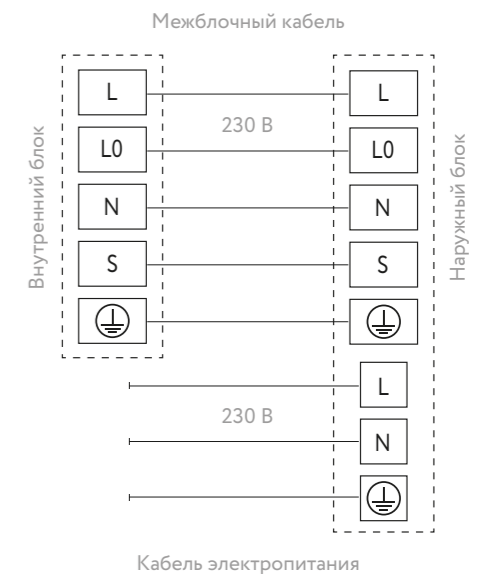 Межблочный кабель
Внутренний блок
Наружный блок
L
L
230 В
L0
L0
N
N
S
S
L
230 В
N
Кабель электропитания